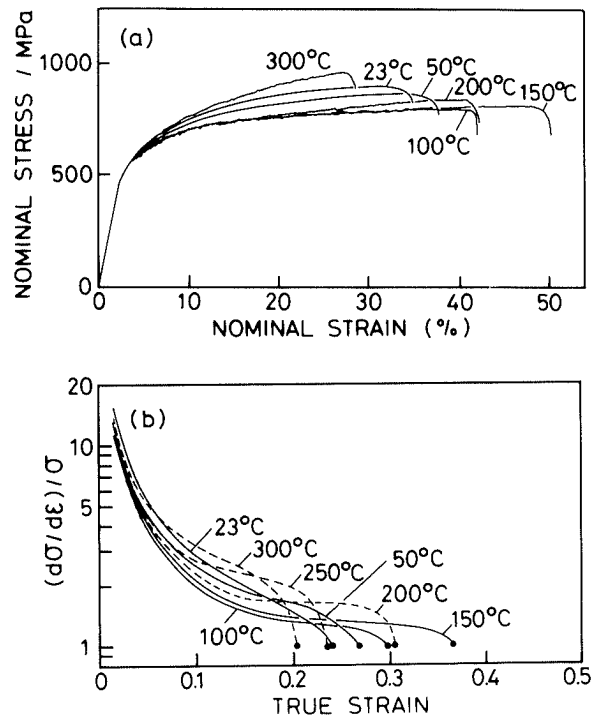 (a)
NOMINAL STRESS / MPa
1000
500
0
300°C
23°C
50°C
200°C
150°C
100°C
0 10 20 30 40 50
NOMINAL STRAIN (%)
(b)
(dσ/dε)/σ
20
10
5
1
23°C
300°C
250°C
50°C
200°C
150°C
100°C
0 0.1 0.2 0.3 0.4 0.5
TRUE STRAIN